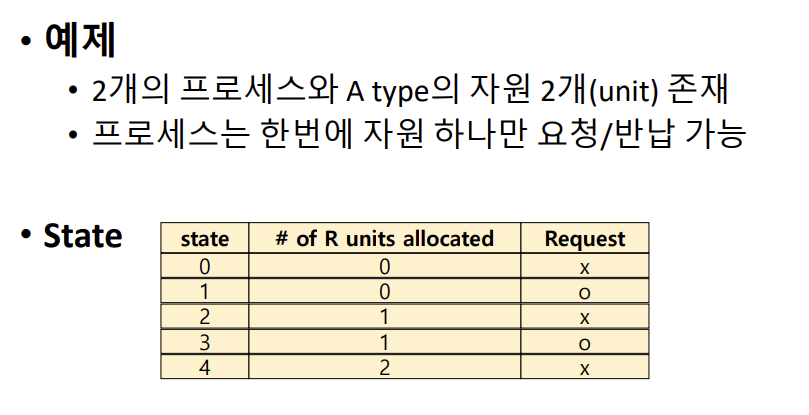 • 예제
• 2개의 프로세스와 A type의 자원 2개(unit) 존재
• 프로세스는 한번에 자원 하나만 요청/반납 가능
• State
state # of R units allocated Request
0 0 x
1 0 o
2 1 x
3 1 o
4 2 x